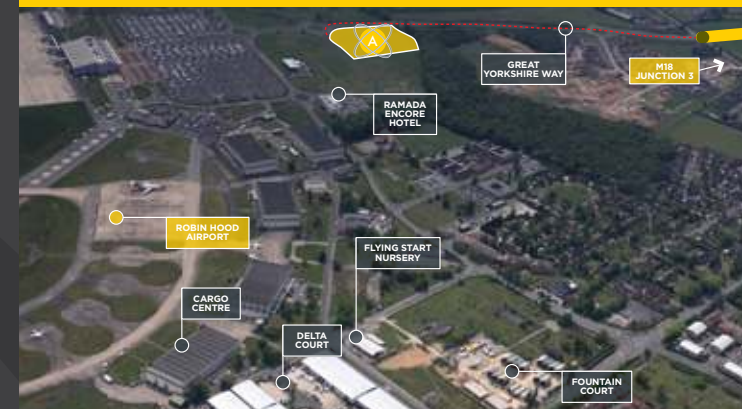 A
GREAT
YORKSHIRE WAY
M18
JUNCTION 3
RAMADA
ENCORE
HOTEL
ROBIN HOOD
AIRPORT
FLYING START
NURSERY
CARGO
CENTRE
DELTA
COURT
FOUNTAIN
COURT